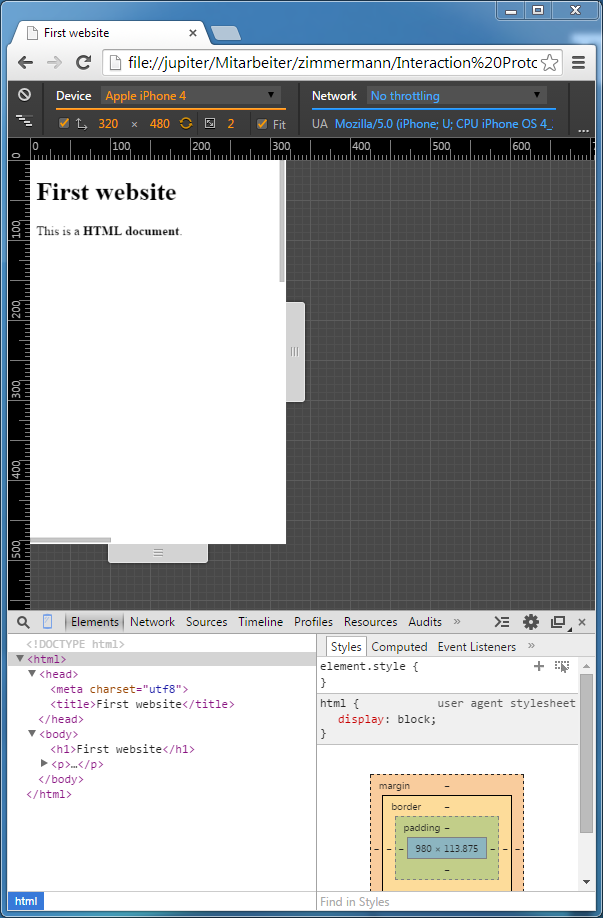 First website
file://jupiter/Mitarbeiter/zimmermann/Interaction%20Proto
Device Apple iPhone 4 ▼ Network No throttling ▼
320 × 480 2 Fit UA Mozilla/5.0 (iPhone; U; CPU iPhone OS 4_ ...
0 100 200 300 400 500 600 7
0
100
200
300
400
500
First website
This is a HTML document.
Elements Network Sources Timeline Profiles Resources Audits »
<!DOCTYPE html>
▼<html>
▼<head>
<meta charset="utf8">
<title>First website</title>
</head>
▼<body>
<h1>First website</h1>
▶<p>…</p>
</body>
</html>
html
Styles Computed Event Listeners »
element.style {
}
html { user agent stylesheet
display: block;
}
margin –
border –
padding –
– – – 980 × 113.875 – – –
–
Find in Styles